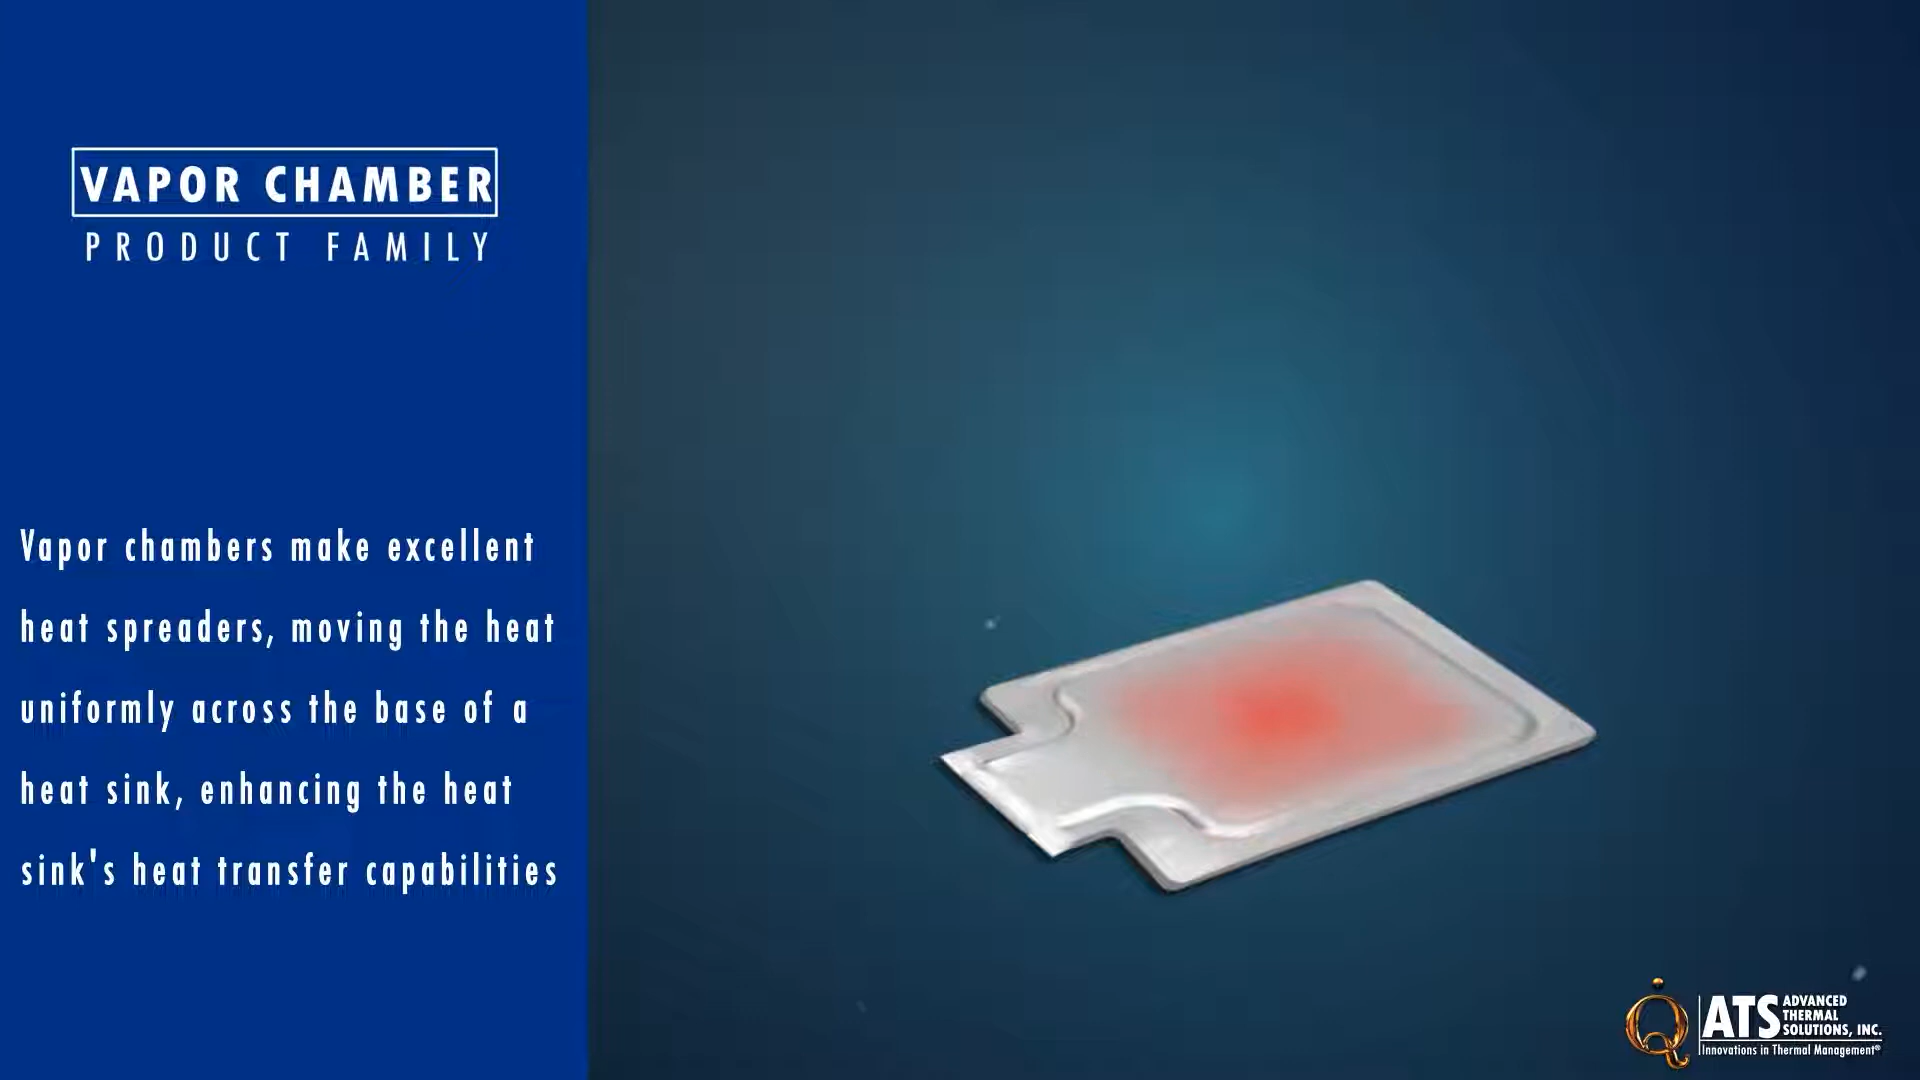 VAPOR CHAMBER
PRODUCT FAMILY
Vapor chambers make excellent
heat spreaders, moving the heat
uniformly across the base of a
heat sink, enhancing the heat
sink's heat transfer capabilities
ATS ADVANCED
THERMAL
SOLUTIONS, INC.
Innovations in Thermal Management®